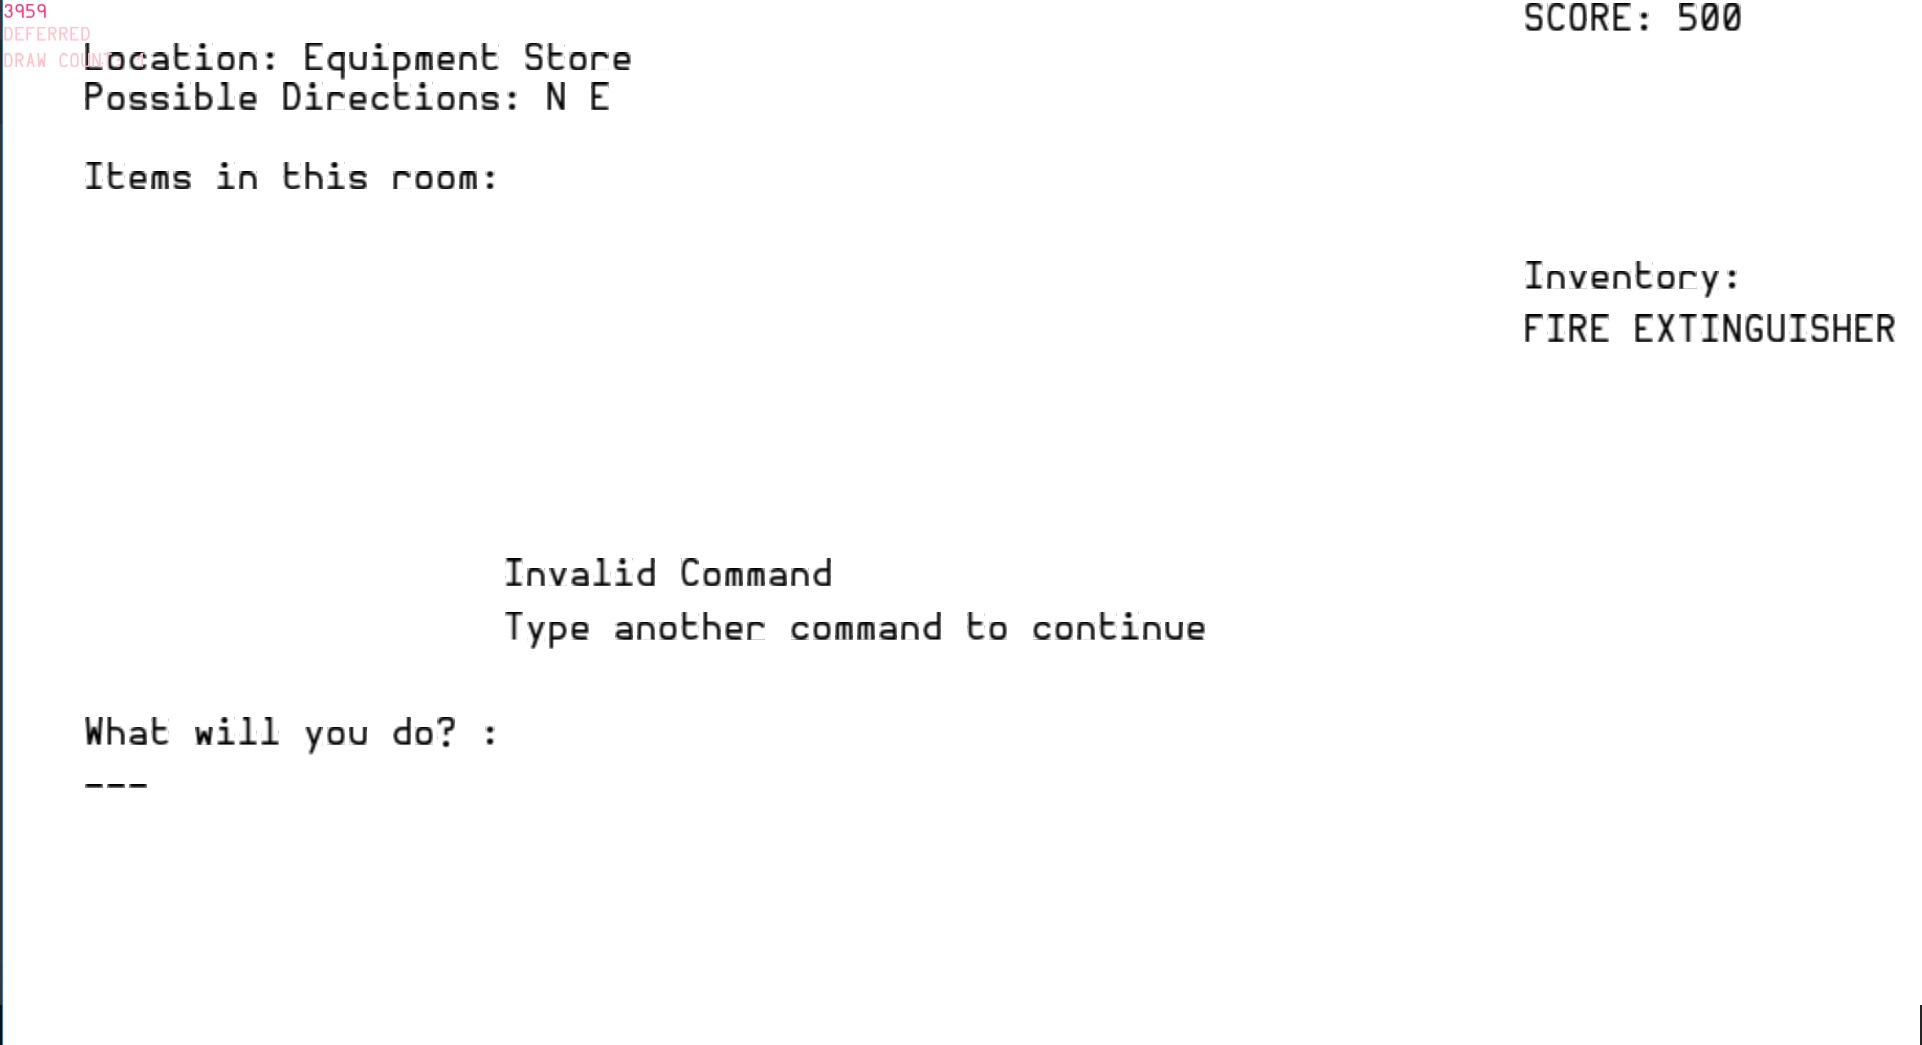 3959
SCORE: 500
DEFERRED
DRAW COUNT:
Location: Equipment Store
Possible Directions: N E
Items in this room:
Inventory:
FIRE EXTINGUISHER
Invalid Command
Type another command to continue
What will you do? :
---